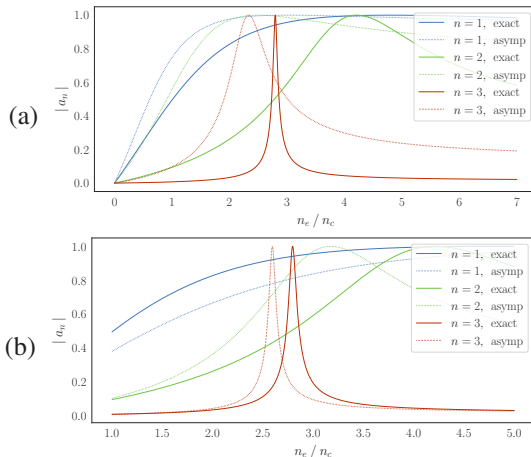 (a)
| a_n |
1.0
0.8
0.6
0.4
0.2
0.0
0 1 2 3 4 5 6 7
n_e / n_c
n = 1, exact
n = 1, asymp
n = 2, exact
n = 2, asymp
n = 3, exact
n = 3, asymp
(b)
| a_n |
1.0
0.8
0.6
0.4
0.2
0.0
1.0 1.5 2.0 2.5 3.0 3.5 4.0 4.5 5.0
n_e / n_c
n = 1, exact
n = 1, asymp
n = 2, exact
n = 2, asymp
n = 3, exact
n = 3, asymp